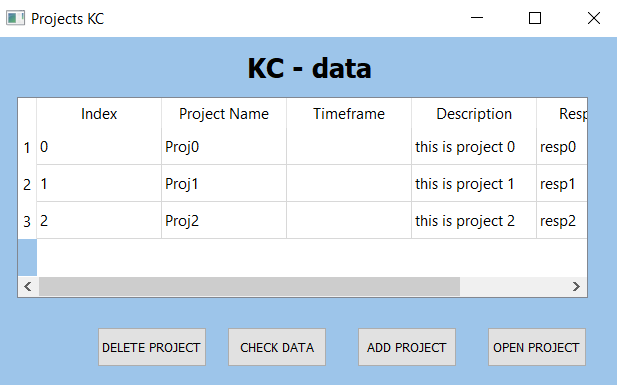 Projects KC
KC - data
Index Project Name Timeframe Description Resp
1 0 Proj0 this is project 0 resp0
2 1 Proj1 this is project 1 resp1
3 2 Proj2 this is project 2 resp2
DELETE PROJECT CHECK DATA ADD PROJECT OPEN PROJECT